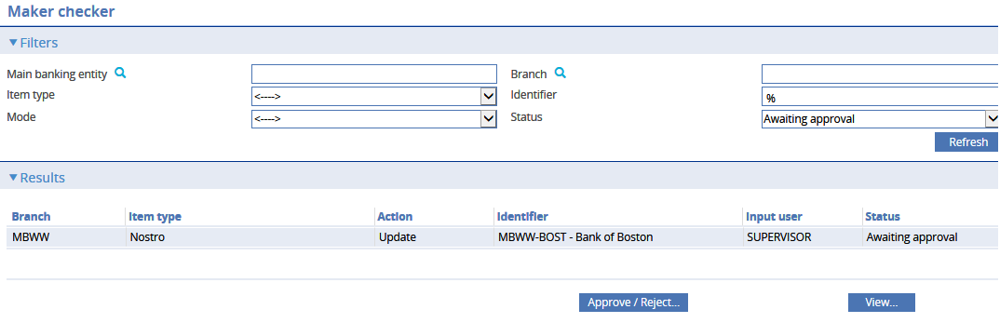 Maker checker
Filters
Main banking entity Branch
Item type <----> Identifier %
Mode <----> Status Awaiting approval
Refresh
Results
Branch Item type Action Identifier Input user Status
MBWW Nostro Update MBWW-BOST - Bank of Boston SUPERVISOR Awaiting approval
Approve / Reject... View...